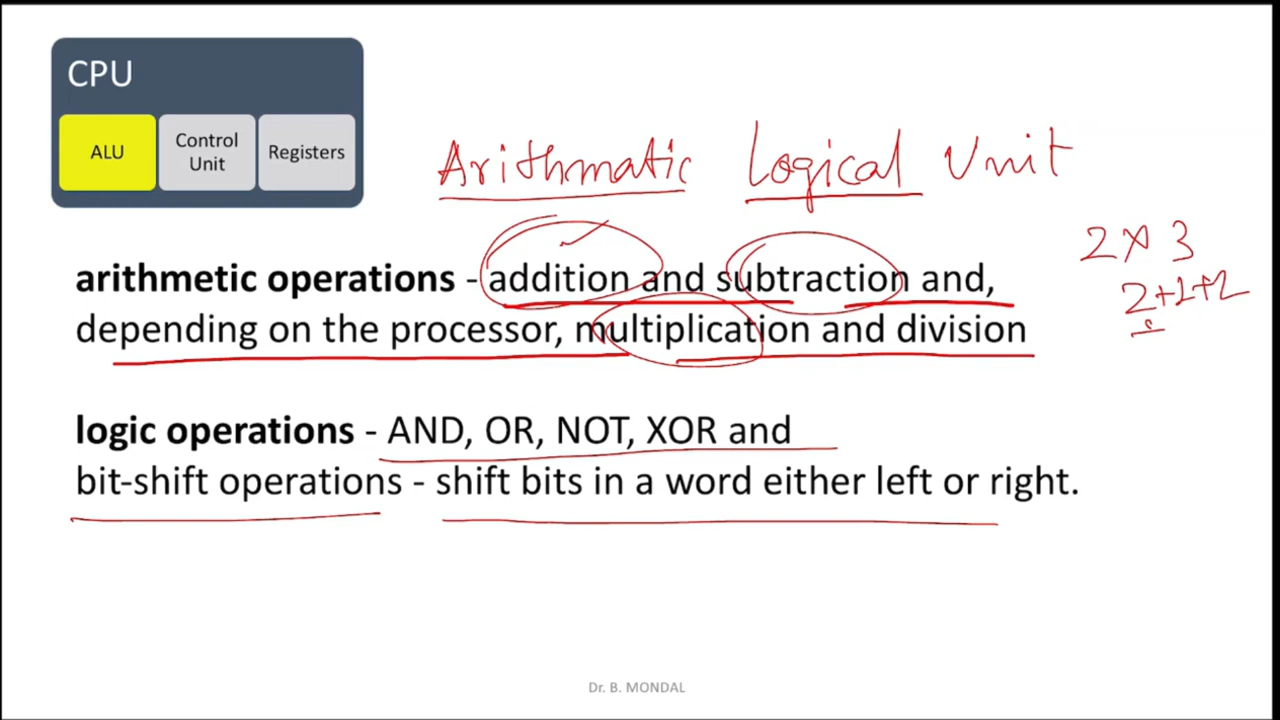 CPU
ALU
Control
Unit
Registers
Arithmatic Logical Unit
2 × 3
2+2+2
arithmetic operations - addition and subtraction and,
depending on the processor, multiplication and division
logic operations - AND, OR, NOT, XOR and
bit-shift operations - shift bits in a word either left or right.
Dr. B. MONDAL